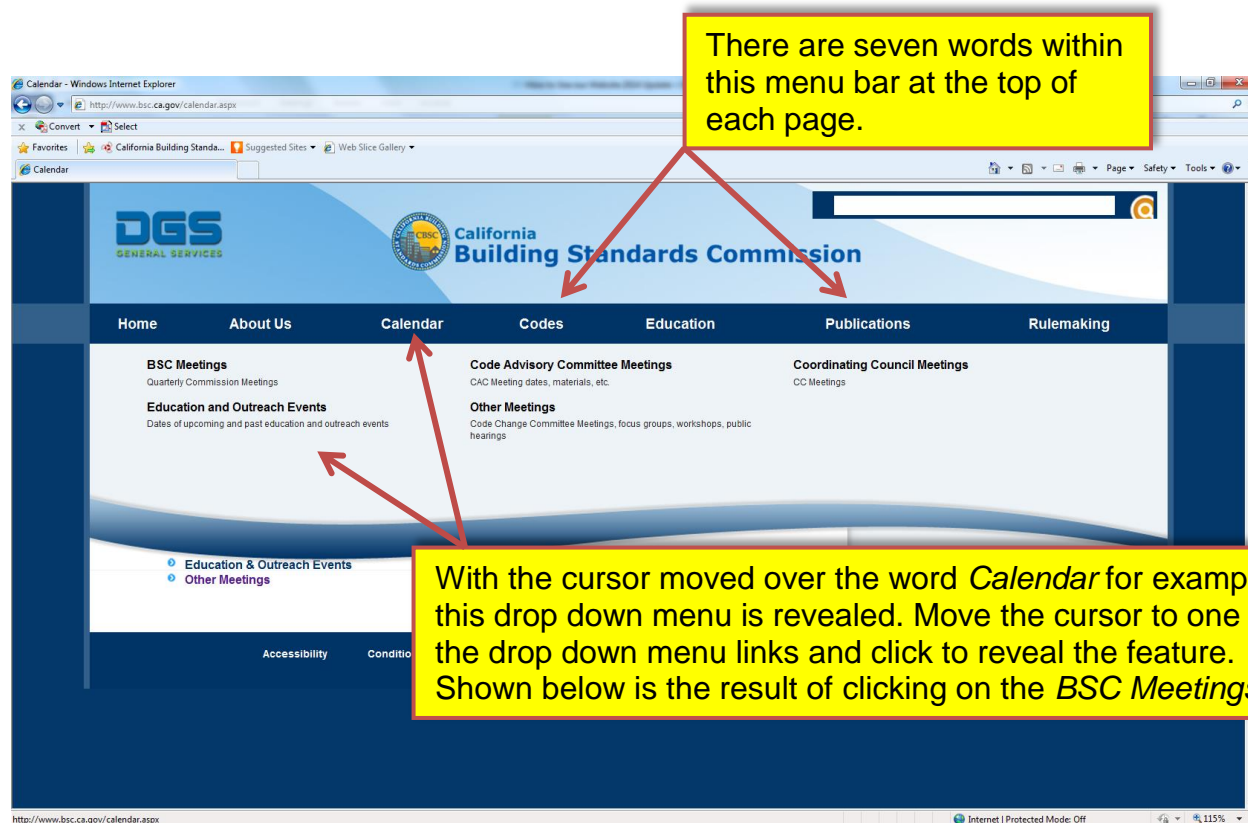 There are seven words within
this menu bar at the top of
each page.
Calendar - Windows Internet Explorer
http://www.bsc.ca.gov/calendar.aspx
x Convert Select
Favorites California Building Standa... Suggested Sites Web Slice Gallery
Calendar
Page Safety Tools
DGS
GENERAL SERVICES
CBSC
California
Building Standards Commission
Home About Us Calendar Codes Education Publications Rulemaking
BSC Meetings Code Advisory Committee Meetings Coordinating Council Meetings
Quarterly Commission Meetings CAC Meeting dates, materials, etc. CC Meetings
Education and Outreach Events Other Meetings
Dates of upcoming and past education and outreach events Code Change Committee Meetings, focus groups, workshops, public
hearings
Education & Outreach Events
Other Meetings
With the cursor moved over the word Calendar for examp
this drop down menu is revealed. Move the cursor to one
the drop down menu links and click to reveal the feature.
Shown below is the result of clicking on the BSC Meetings
Accessibility Conditio
http://www.bsc.ca.gov/calendar.aspx Internet | Protected Mode: Off 115%